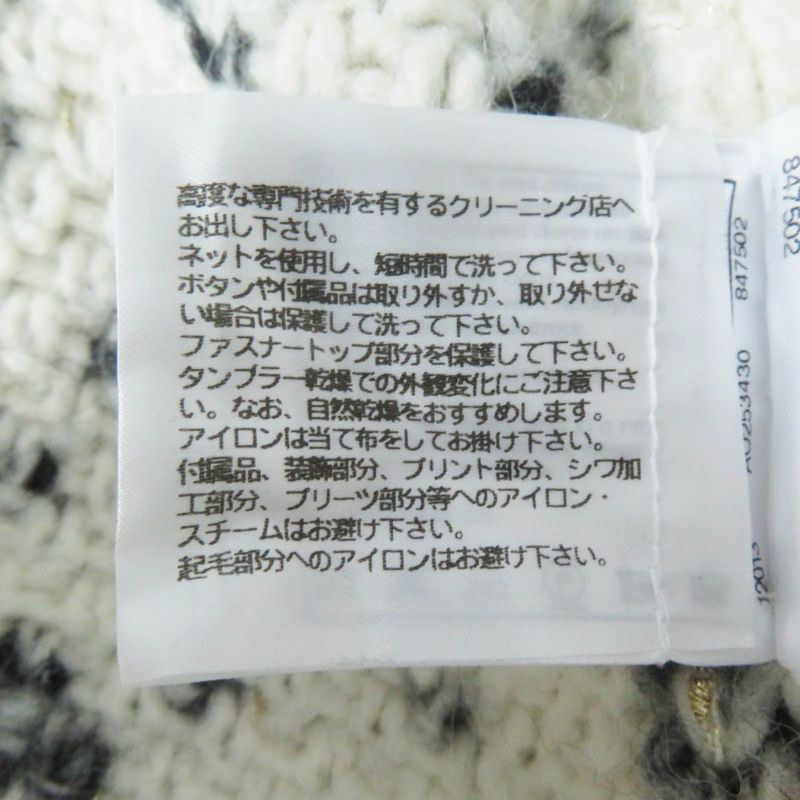 高度な専門技術を有するクリーニング店へ
お出し下さい。
ネットを使用し、短時間で洗って下さい。
ボタンや付属品は取り外すか、取り外せな
い場合は保護して洗って下さい。
ファスナートップ部分を保護して下さい。
タンブラー乾燥での外観変化にご注意下さ
い。なお、自然乾燥をおすすめします。
アイロンは当て布をしてお掛け下さい。
付属品、装飾部分、プリント部分、シワ加
工部分、プリーツ部分等へのアイロン・
スチームはお避け下さい。
起毛部分へのアイロンはお避け下さい。
847502
847502